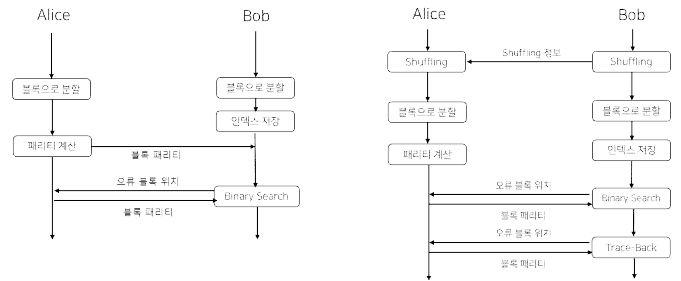 Alice
Bob
블록으로 분할
블록으로 분할
인덱스 저장
패리티 계산
블록 패리티
오류 블록 위치
Binary Search
블록 패리티
Alice
Bob
Shuffling
Shuffling 정보
Shuffling
블록으로 분할
블록으로 분할
패리티 계산
인덱스 저장
오류 블록 위치
Binary Search
블록 패리티
오류 블록 위치
Trace-Back
블록 패리티